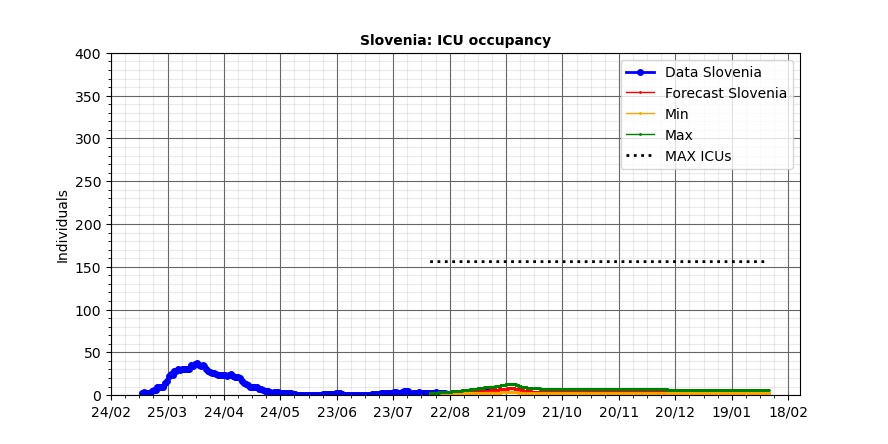 Slovenia: ICU occupancy
400
350
300
250
200
150
100
50
0
Individuals
Data Slovenia
Forecast Slovenia
Min
Max
MAX ICUs
24/02 25/03 24/04 24/05 23/06 23/07 22/08 21/09 21/10 20/11 20/12 19/01 18/02